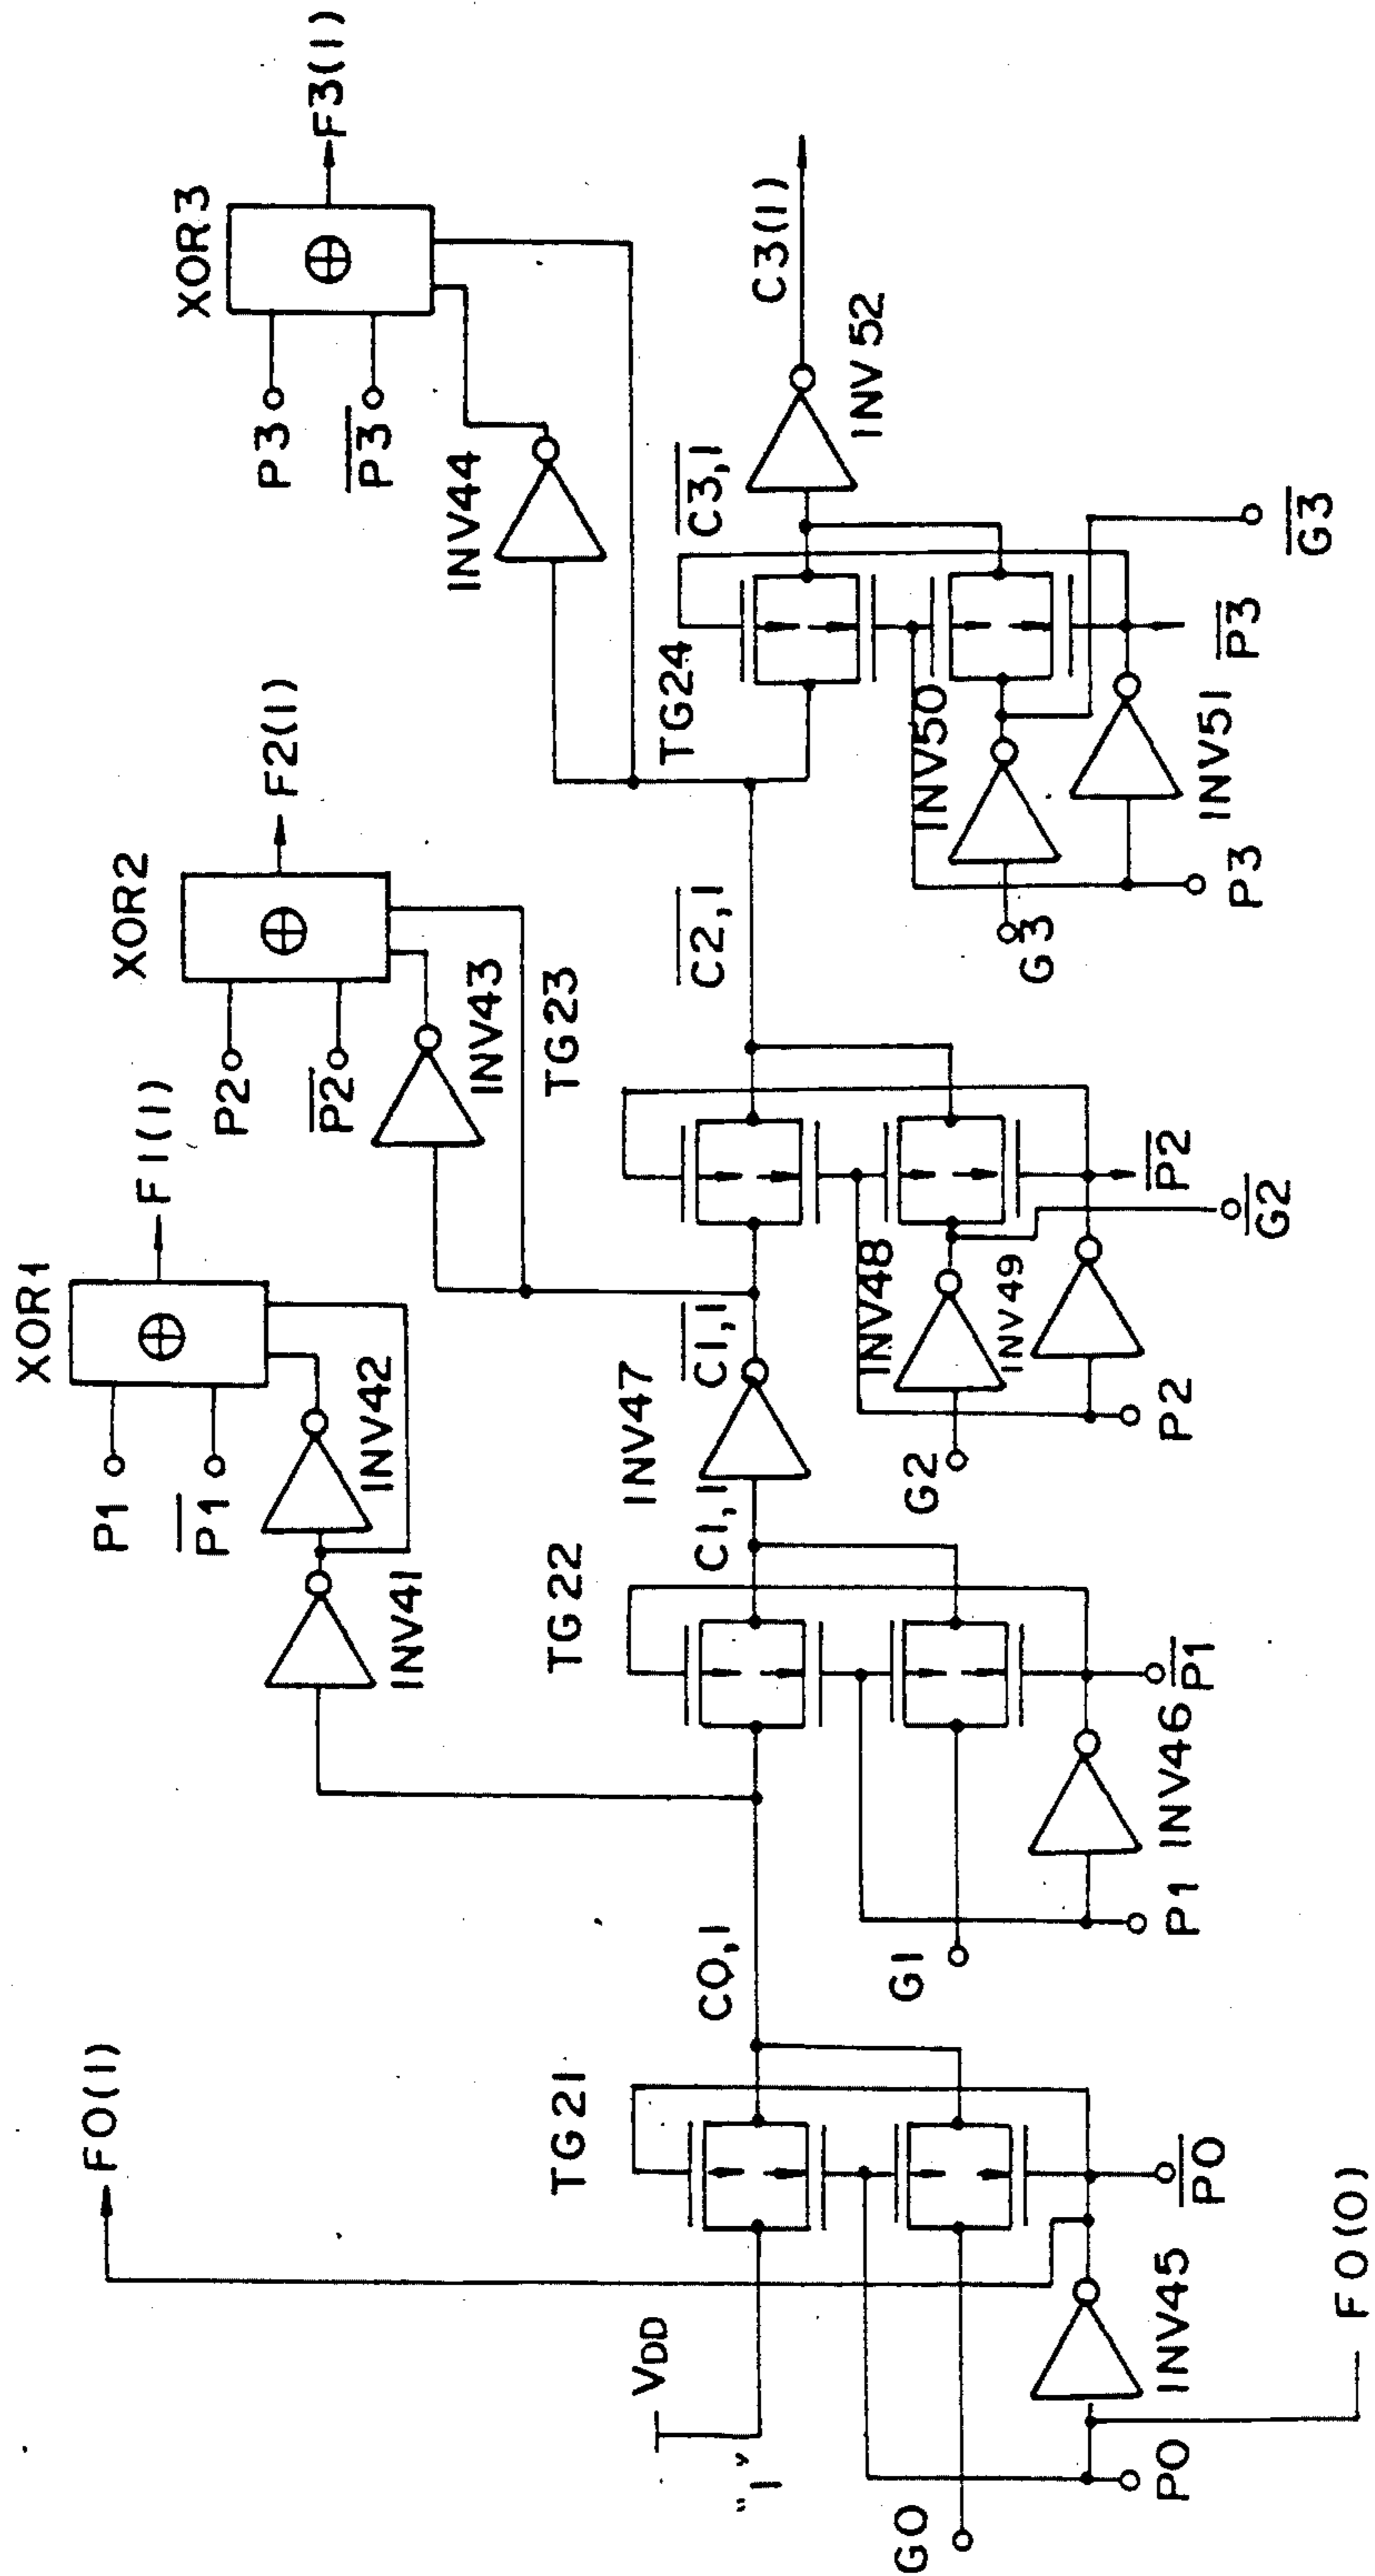 F0(1)
XOR1
P1
P1
F1(1)
INV41
INV42
XOR2
P2
P2
F2(1)
INV43
XOR3
P3
P3
F3(1)
INV44
VDD
"1"
TG21
C0,1
TG22
C1,1
INV47
C1,1
TG23
C2,1
TG24
C3,1
INV52
C3(1)
G0
P0
INV45
P0
F0(0)
G1
P1
INV46
P1
G2
P2
INV48
INV49
P2
G2
G3
P3
INV50
INV51
P3
G3